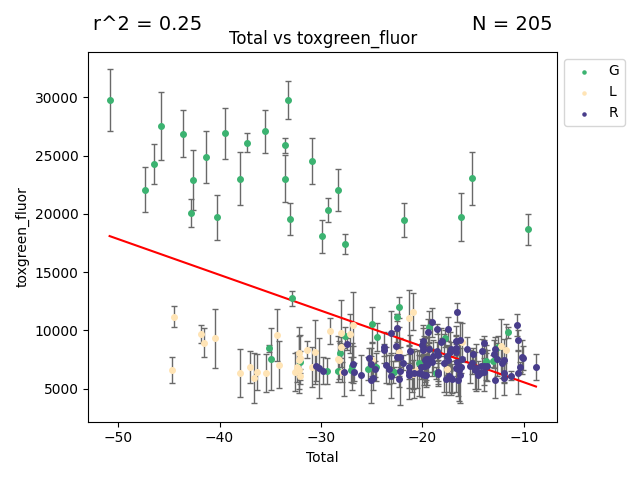 r^2 = 0.25
N = 205
Total vs toxgreen_fluor
G
L
R
30000
25000
20000
15000
10000
5000
toxgreen_fluor
−50
−40
−30
−20
−10
Total